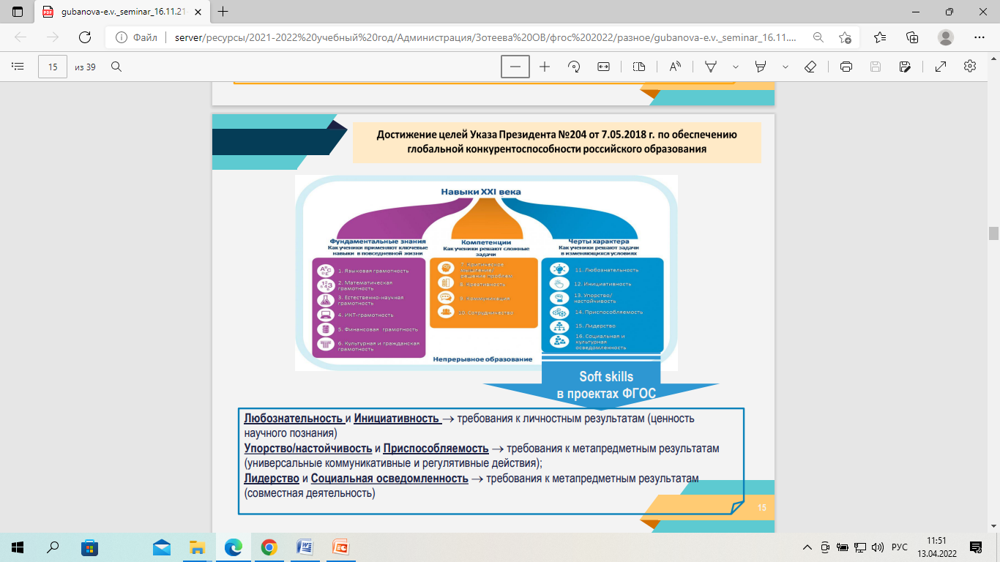 gubanova-e.v._seminar_16.11.21-
Файл
server/ресурсы/2021-2022%20учебный%20год/Администрация/Зотеева%20ОВ/фгос%202022/разное/gubanova-e.v._seminar_16.11....
15 из 39
Достижение целей Указа Президента №204 от 7.05.2018 г. по обеспечению
глобальной конкурентоспособности российского образования
Навыки XXI века
Фундаментальные знания
Как ученики применяют ключевые
навыки в повседневной жизни
1. Языковая грамотность
2. Математическая
грамотность
3. Естественно-научная
грамотность
4. ИКТ-грамотность
5. Финансовая грамотность
6. Культурная и гражданская
грамотность
Компетенции
Как ученики решают сложные
задачи
7. Критическое
мышление/
решение проблем
8. Креативность
9. Коммуникация
10. Сотрудничество
Черты характера
Как ученики решают задачи
в изменяющихся условиях
11. Любознательность
12. Инициативность
13. Упорство/
настойчивость
14. Приспособляемость
15. Лидерство
16. Социальная и
культурная
осведомленность
Непрерывное образование
Soft skills
в проектах ФГОС
Любознательность и Инициативность → требования к личностным результатам (ценность
научного познания)
Упорство/настойчивость и Приспособляемость → требования к метапредметным результатам
(универсальные коммуникативные и регулятивные действия);
Лидерство и Социальная осведомленность → требования к метапредметным результатам
(совместная деятельность)
15
РУС
11:51
13.04.2022